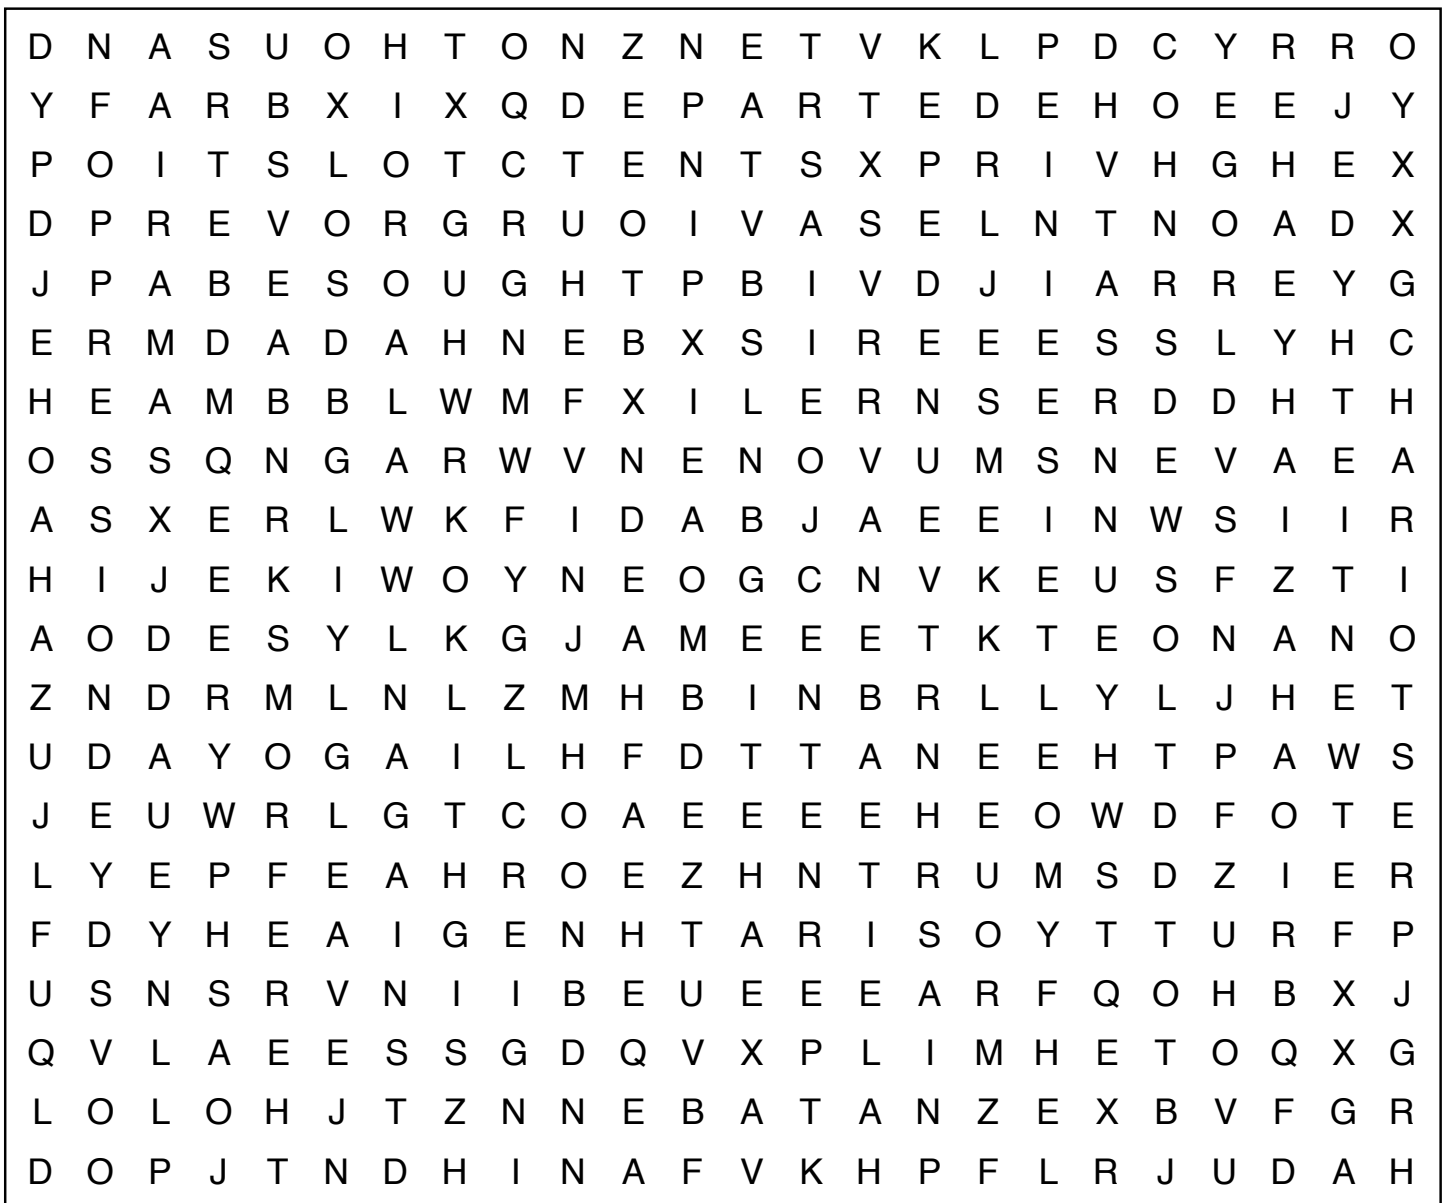 D N A S U O H T O N Z N E T V K L P D C Y R R O
Y F A R B X I X Q D E P A R T E D E H O E E J Y
P O I T S L O T C T E N T S X P R I V H G H E X
D P R E V O R G R U O I V A S E L N T N O A D X
J P A B E S O U G H T P B I V D J I A R R E Y G
E R M D A D A H N E B X S I R E E E S S L Y H C
H E A M B B L W M F X I L E R N S E R D D H T H
O S S Q N G A R W V N E N O V U M S N E V A E A
A S X E R L W K F I D A B J A E E I N W S I I R
H I J E K I W O Y N E O G C N V K E U S F Z T I
A O D E S Y L K G J A M E E E T K T E O N A N O
Z N D R M L N L Z M H B I N B R L L Y L J H E T
U D A Y O G A I L H F D T T A N E E H T P A W S
J E U W R L G T C O A E E E E H E O W D F O T E
L Y E P F E A H R O E Z H N T R U M S D Z I E R
F D Y H E A I G E N H T A R I S O Y T T U R F P
U S N S R V N I I B E U E E E A R F Q O H B X J
Q V L A E E S S G D Q V X P L I M H E T O Q X G
L O L O H J T Z N N E B A T A N Z E X B V F G R
D O P J T N D H I N A F V K H P F L R J U D A H